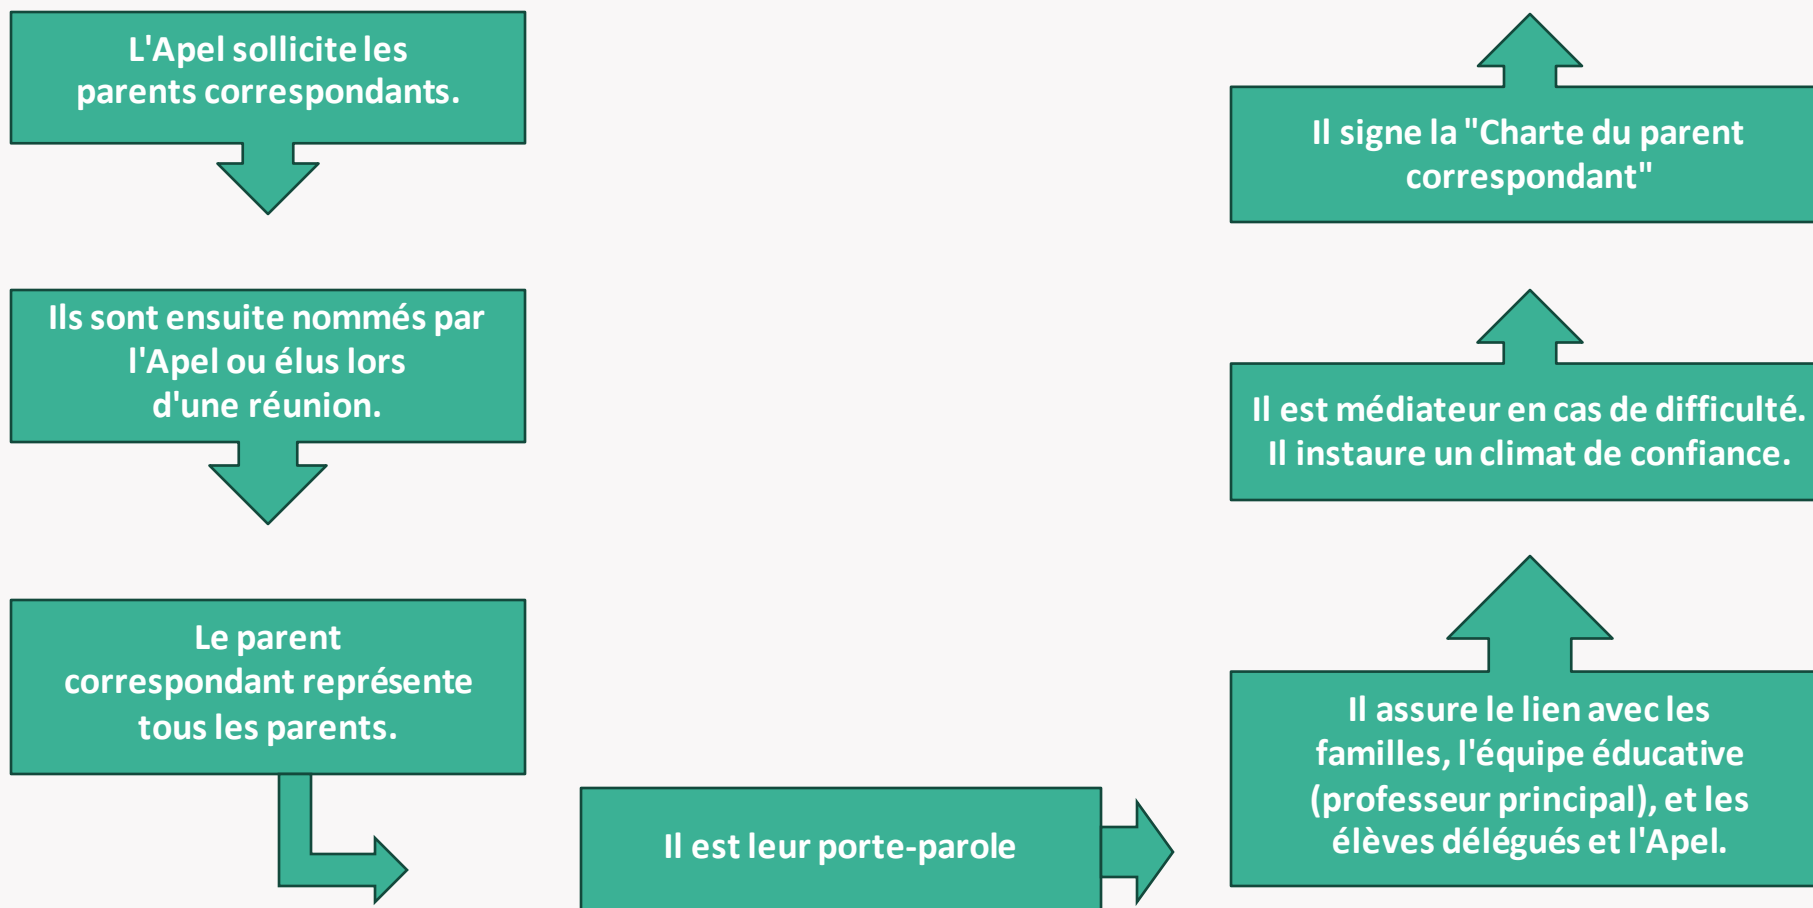 L'Apel sollicite les
parents correspondants.
Ils sont ensuite nommés par
l'Apel ou élus lors
d'une réunion.
Le parent
correspondant représente
tous les parents.
Il est leur porte-parole
Il assure le lien avec les
familles, l'équipe éducative
(professeur principal), et les
élèves délégués et l'Apel.
Il est médiateur en cas de difficulté.
Il instaure un climat de confiance.
Il signe la "Charte du parent
correspondant"